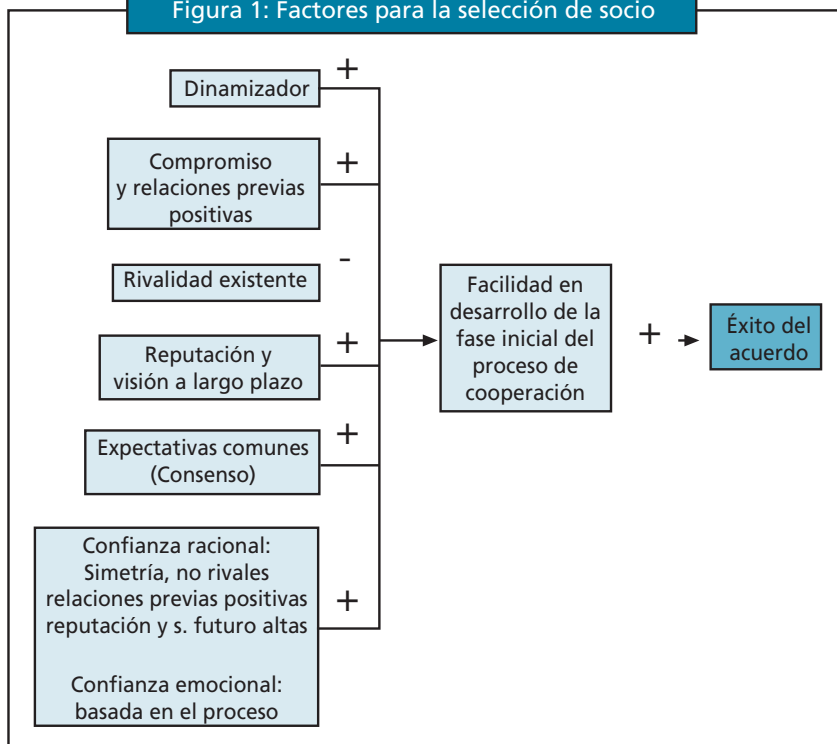 Figura 1: Factores para la selección de socio
+
Dinamizador
+
Compromiso
y relaciones previas
positivas
-
Rivalidad existente
+
Reputación y
visión a largo plazo
+
Expectativas comunes
(Consenso)
+
Confianza racional:
Simetría, no rivales
relaciones previas positivas
reputación y s. futuro altas
Confianza emocional:
basada en el proceso
Facilidad en
desarrollo de la
fase inicial del
proceso de
cooperación
+
Éxito del
acuerdo